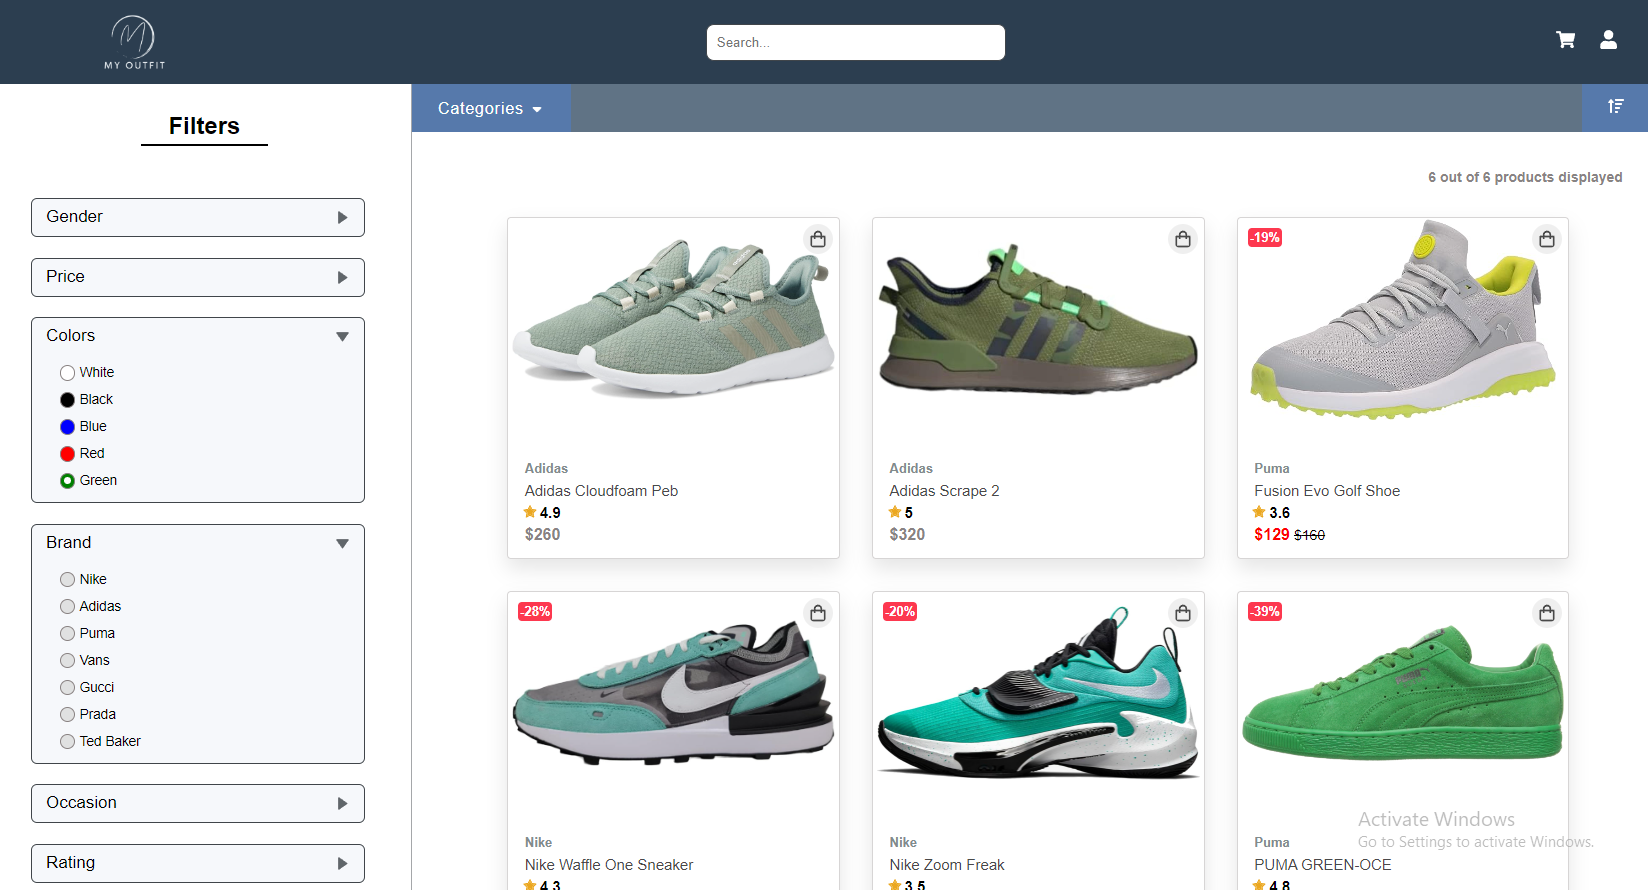 MY OUTFIT
Search...
Categories
Filters
6 out of 6 products displayed
Gender
Price
Colors
White
Black
Blue
Red
Green
Brand
Nike
Adidas
Puma
Vans
Gucci
Prada
Ted Baker
Occasion
Rating
Adidas
Adidas Cloudfoam Peb
4.9
$260
Adidas
Adidas Scrape 2
5
$320
-19%
Puma
Fusion Evo Golf Shoe
3.6
$129 $160
-28%
Nike
Nike Waffle One Sneaker
4.3
-20%
Nike
Nike Zoom Freak
3.5
-39%
Puma
PUMA GREEN-OCE
4.8
Activate Windows
Go to Settings to activate Windows.